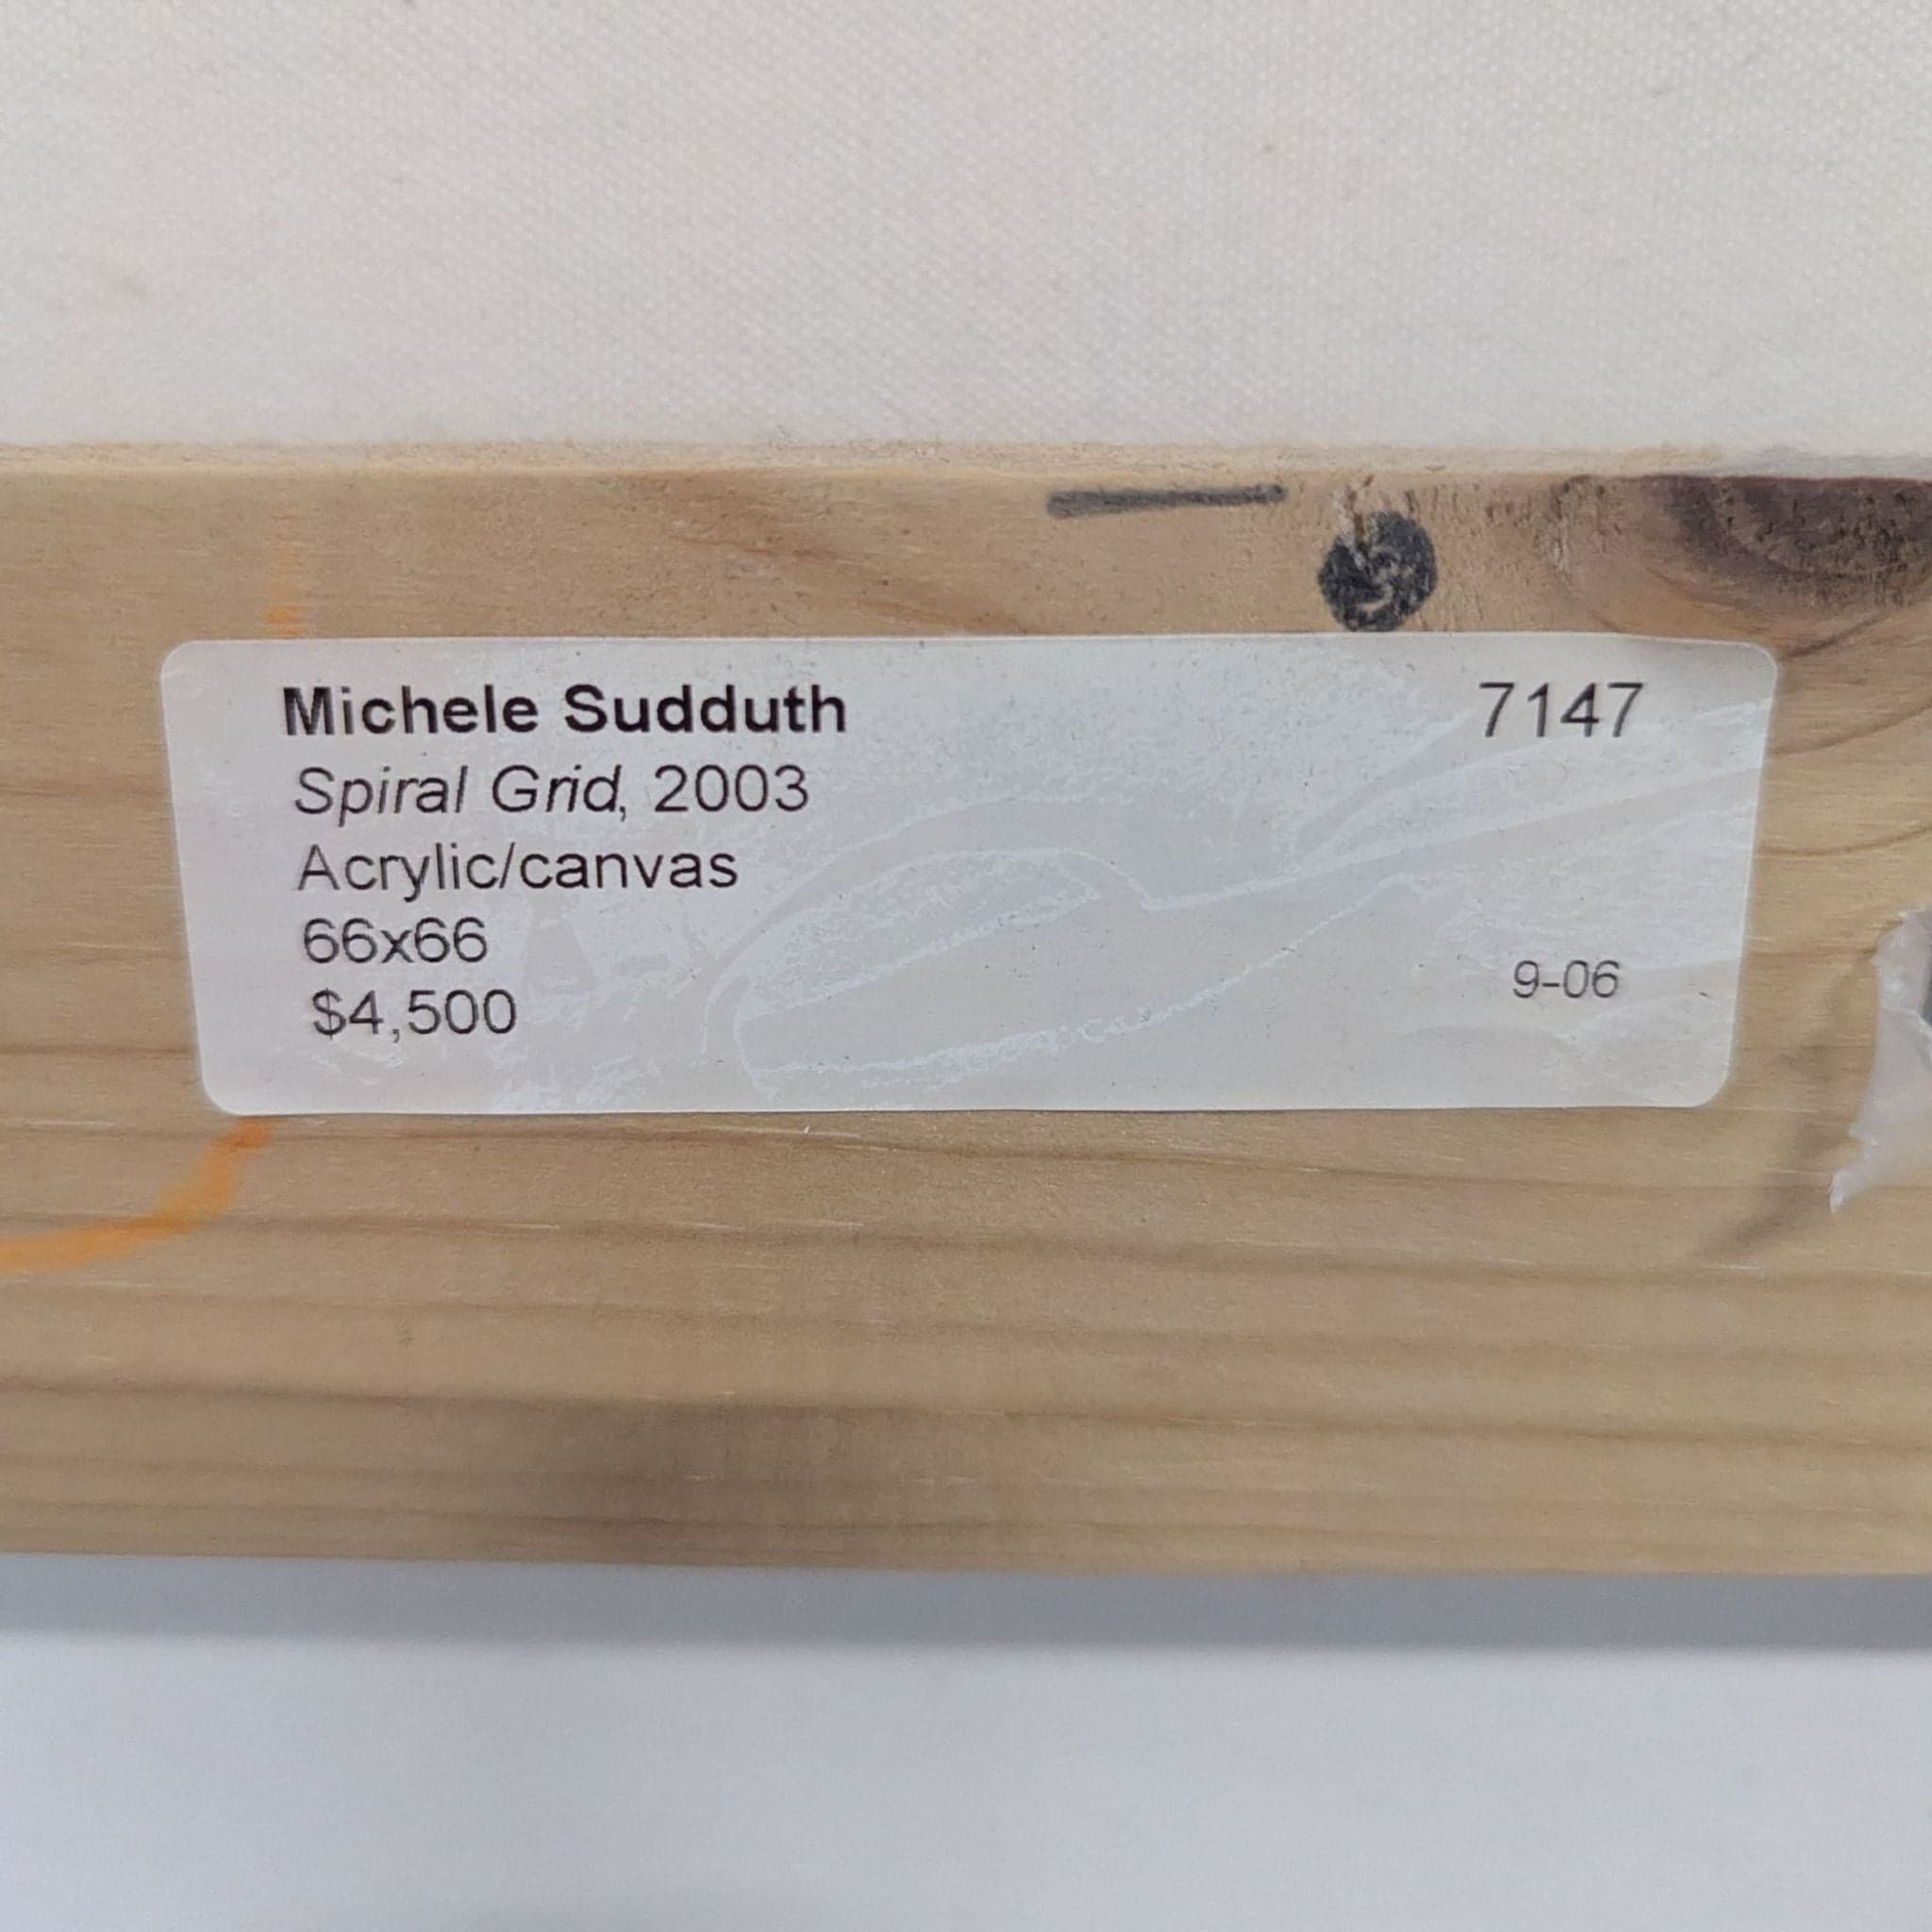 Michele Sudduth 7147
Spiral Grid, 2003
Acrylic/canvas
66x66
9-06
$4,500